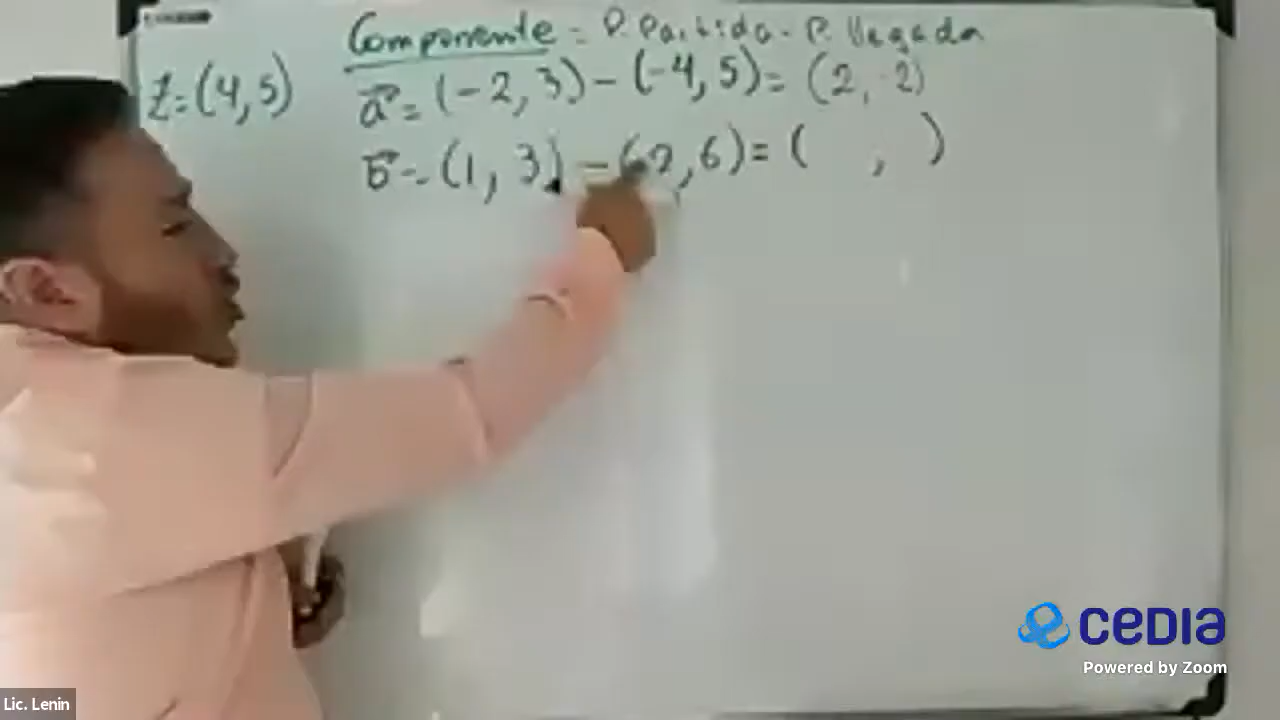 Componente = P. Partida - P. llegada
Z = (4, 5)
a = (-2, 3) - (-4, 5) = (2, -2)
b = (1, 3) - (-2, 6) = ( , )
cedia
Powered by Zoom
Lic. Lenin